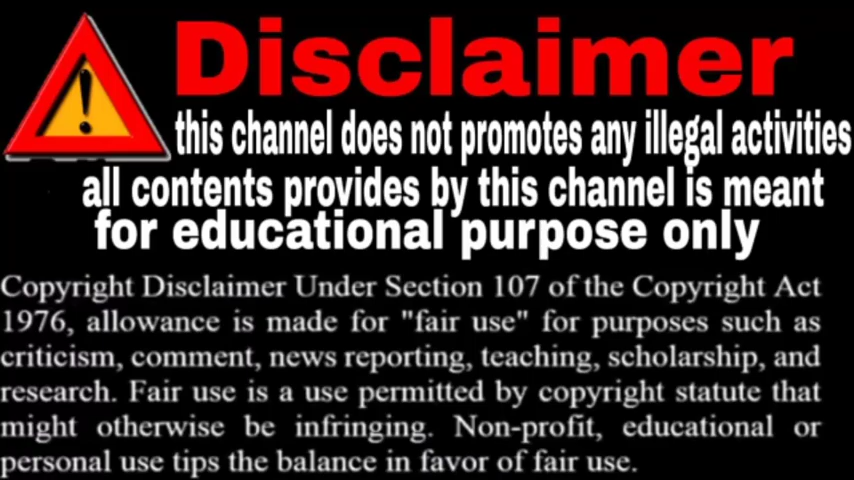 Disclaimer
this channel does not promotes any illegal activities
all contents provides by this channel is meant
for educational purpose only
Copyright Disclaimer Under Section 107 of the Copyright Act
1976, allowance is made for "fair use" for purposes such as
criticism, comment, news reporting, teaching, scholarship, and
research. Fair use is a use permitted by copyright statute that
might otherwise be infringing. Non-profit, educational or
personal use tips the balance in favor of fair use.